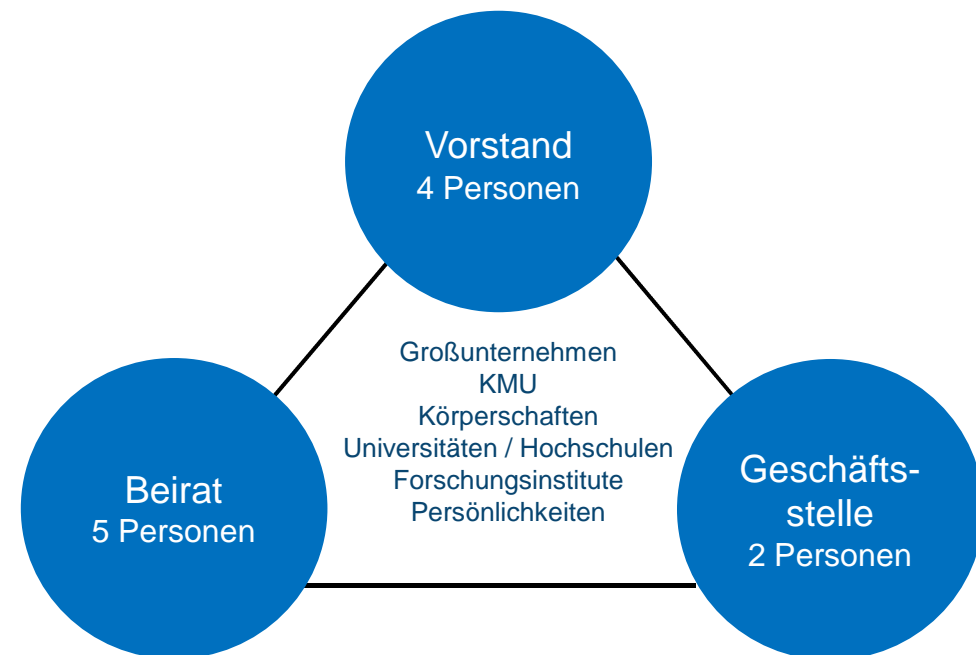 Vorstand
4 Personen
Großunternehmen
KMU
Körperschaften
Universitäten / Hochschulen
Forschungsinstitute
Persönlichkeiten
Beirat
5 Personen
Geschäfts-
stelle
2 Personen